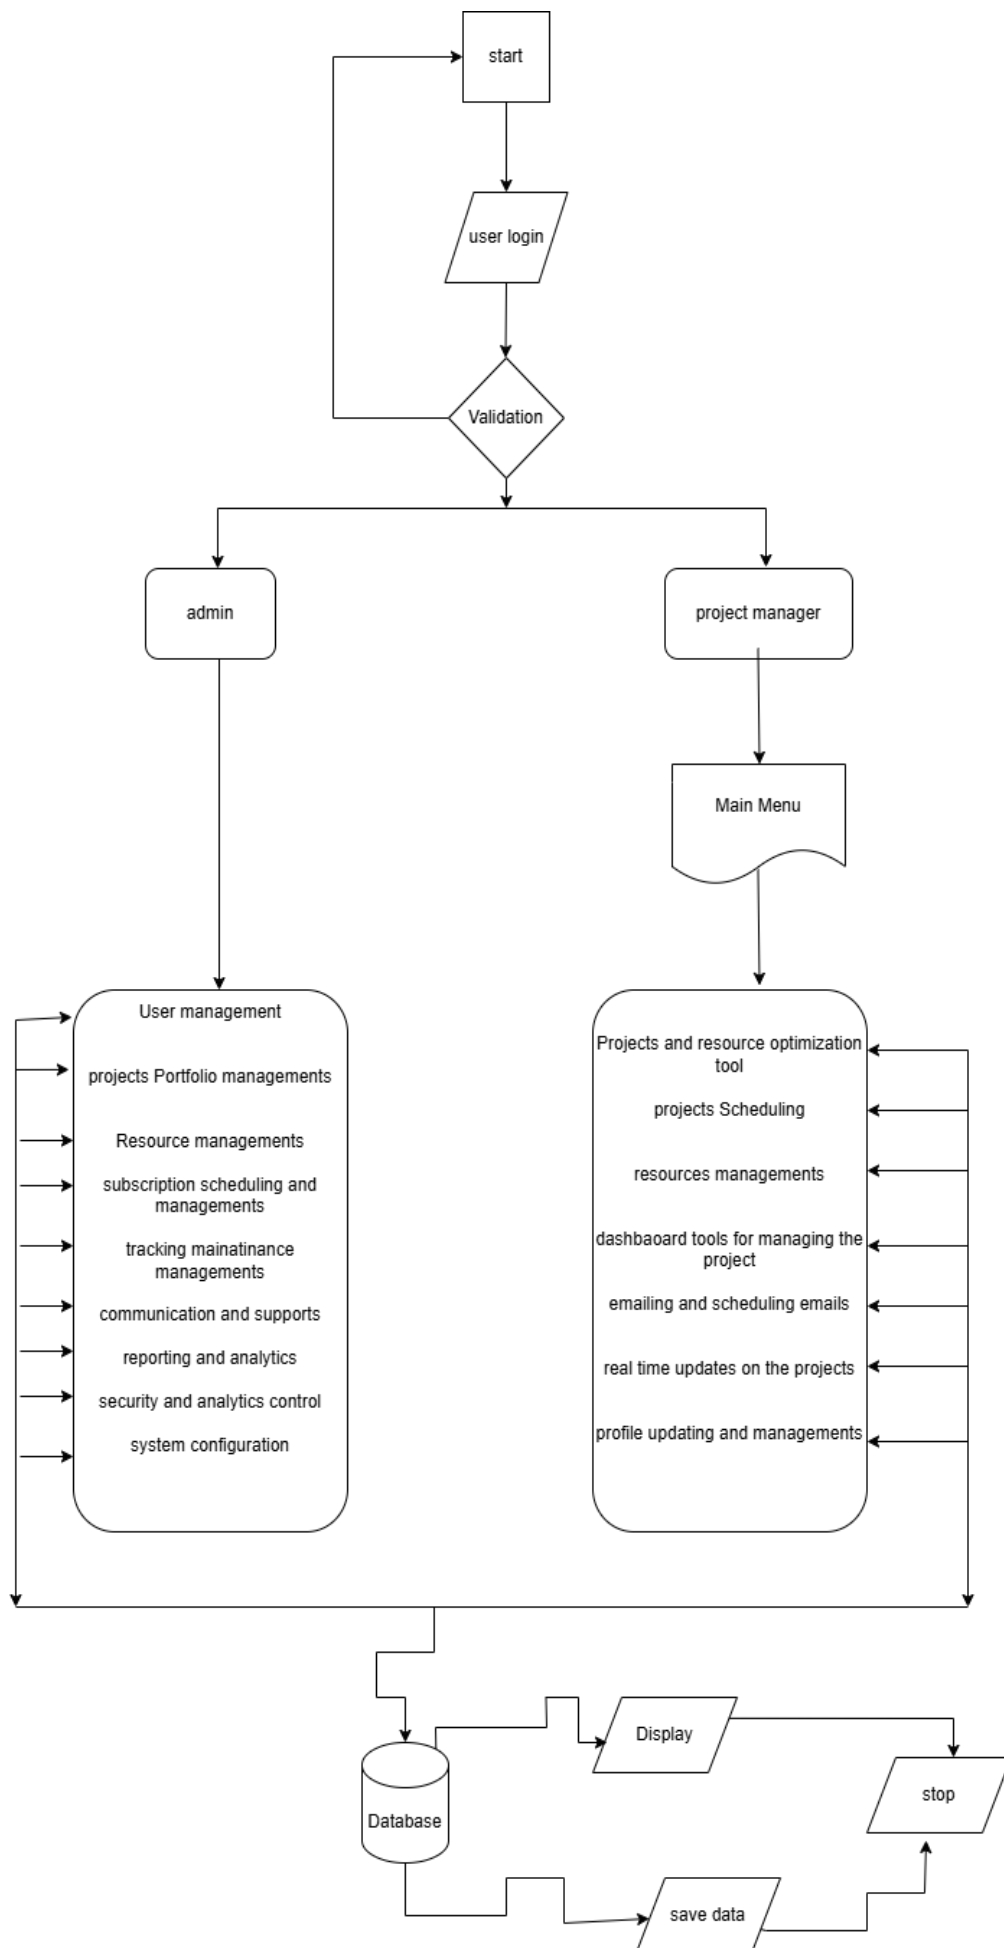 start
user login
Validation
admin
project manager
Main Menu
User management
projects Portfolio managements
Resource managements
subscription scheduling and
managements
tracking mainatinance
managements
communication and supports
reporting and analytics
security and analytics control
system configuration
Projects and resource optimization
tool
projects Scheduling
resources managements
dashbaoard tools for managing the
project
emailing and scheduling emails
real time updates on the projects
profile updating and managements
Database
Display
stop
save data